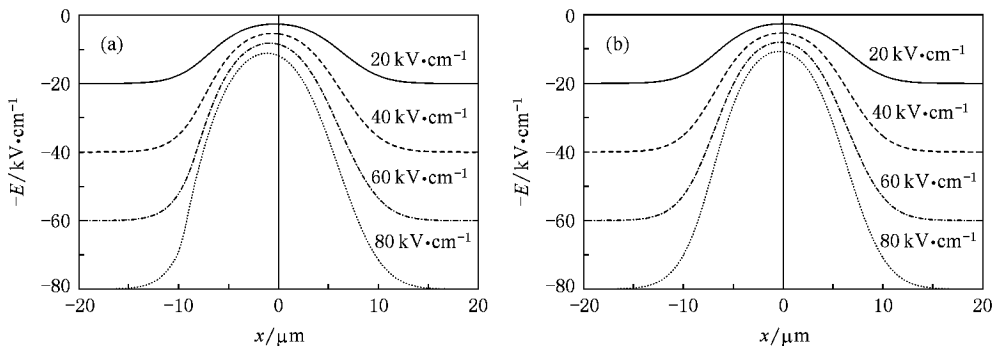 (a)
20 kV•cm⁻¹
40 kV•cm⁻¹
60 kV•cm⁻¹
80 kV•cm⁻¹
−E/kV•cm⁻¹
0
−20
−40
−60
−80
−20
−10
0
10
20
x/μm
(b)
20 kV•cm⁻¹
40 kV•cm⁻¹
60 kV•cm⁻¹
80 kV•cm⁻¹
−E/kV•cm⁻¹
0
−20
−40
−60
−80
−20
−10
0
10
20
x/μm